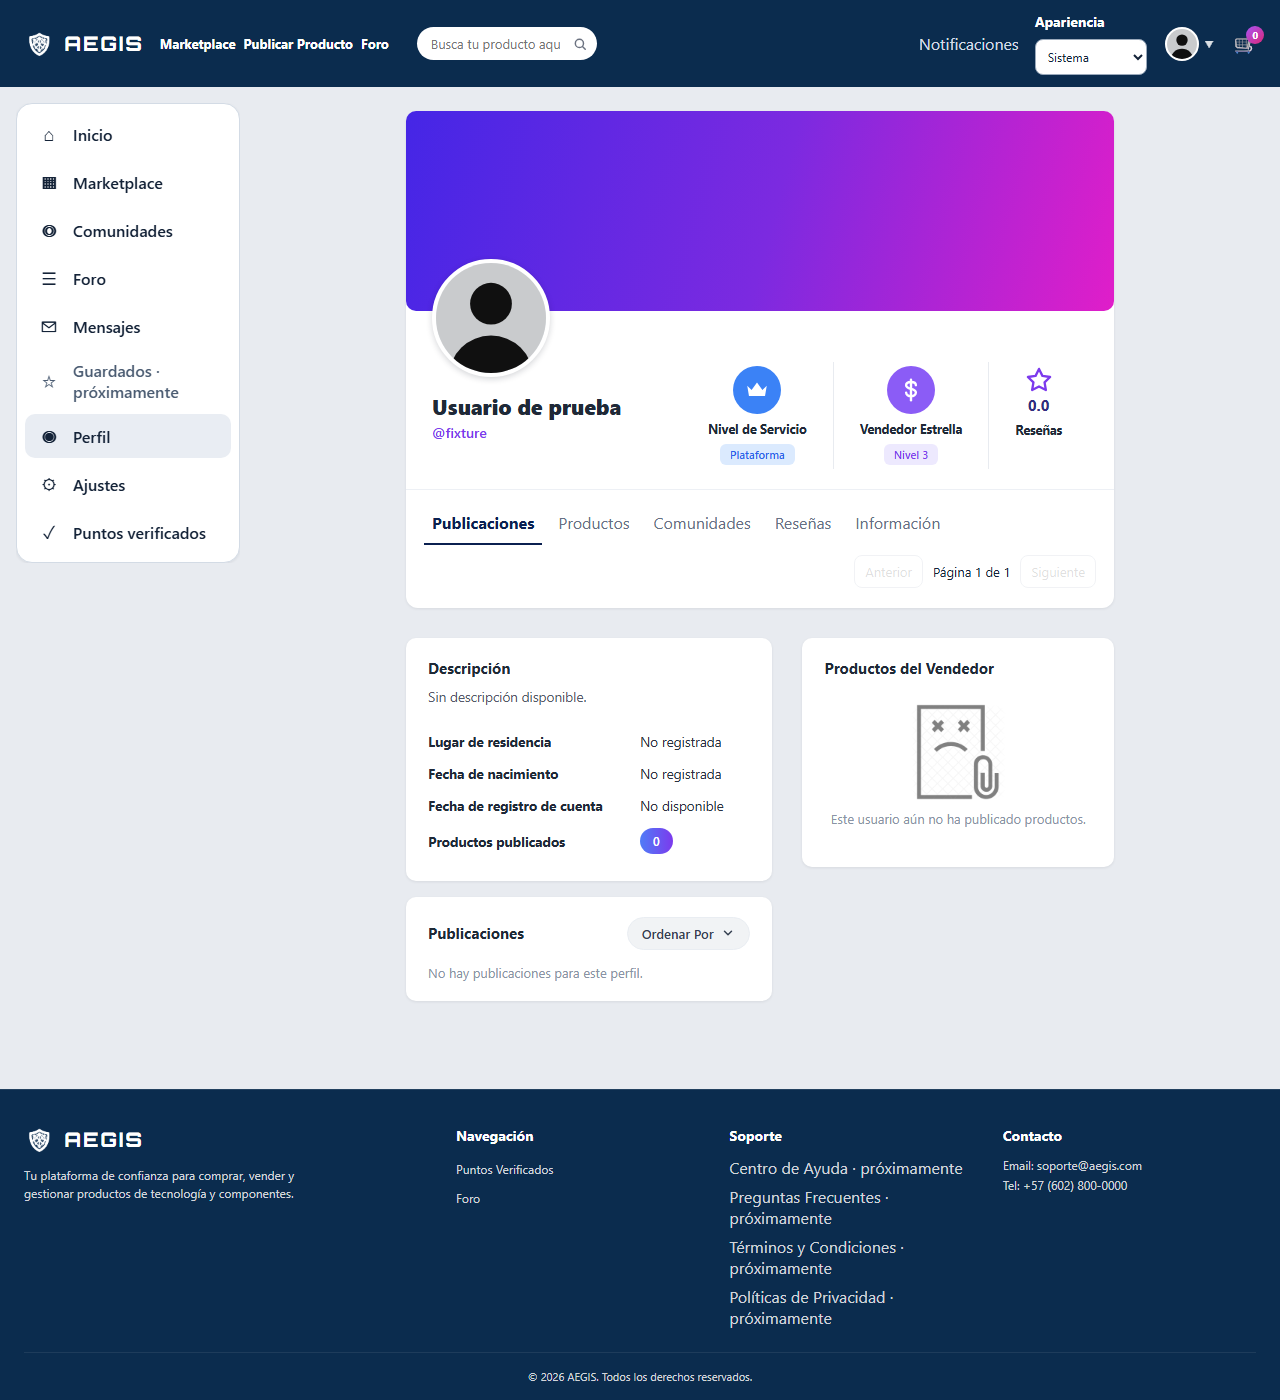 AEGIS
Marketplace Publicar Producto Foro
Busca tu producto aqu
Notificaciones
Apariencia
Sistema
0
Inicio
Marketplace
Comunidades
Foro
Mensajes
Guardados ·
próximamente
Perfil
Ajustes
Puntos verificados
Usuario de prueba
@fixture
Nivel de Servicio
Plataforma
Vendedor Estrella
Nivel 3
0.0
Reseñas
Publicaciones Productos Comunidades Reseñas Información
Anterior Página 1 de 1 Siguiente
Descripción
Sin descripción disponible.
Lugar de residencia No registrada
Fecha de nacimiento No registrada
Fecha de registro de cuenta No disponible
Productos publicados 0
Productos del Vendedor
Este usuario aún no ha publicado productos.
Publicaciones
Ordenar Por
No hay publicaciones para este perfil.
AEGIS
Tu plataforma de confianza para comprar, vender y
gestionar productos de tecnología y componentes.
Navegación
Puntos Verificados
Foro
Soporte
Centro de Ayuda · próximamente
Preguntas Frecuentes ·
próximamente
Términos y Condiciones ·
próximamente
Políticas de Privacidad ·
próximamente
Contacto
Email: soporte@aegis.com
Tel: +57 (602) 800-0000
© 2026 AEGIS. Todos los derechos reservados.